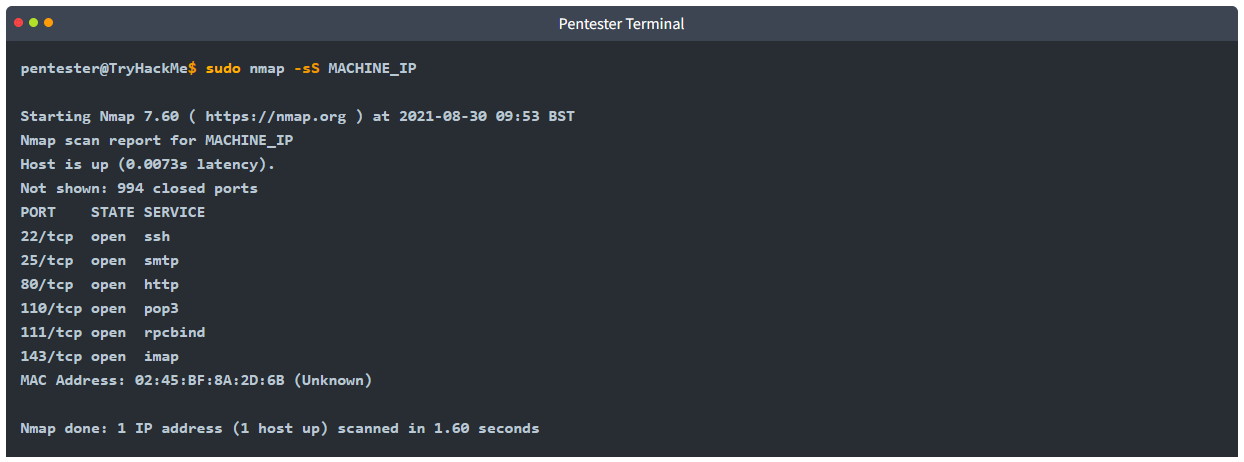 Pentester Terminal
pentester@TryHackMe$ sudo nmap -sS MACHINE_IP
Starting Nmap 7.60 ( https://nmap.org ) at 2021-08-30 09:53 BST
Nmap scan report for MACHINE_IP
Host is up (0.0073s latency).
Not shown: 994 closed ports
PORT    STATE SERVICE
22/tcp  open  ssh
25/tcp  open  smtp
80/tcp  open  http
110/tcp open  pop3
111/tcp open  rpcbind
143/tcp open  imap
MAC Address: 02:45:BF:8A:2D:6B (Unknown)
Nmap done: 1 IP address (1 host up) scanned in 1.60 seconds